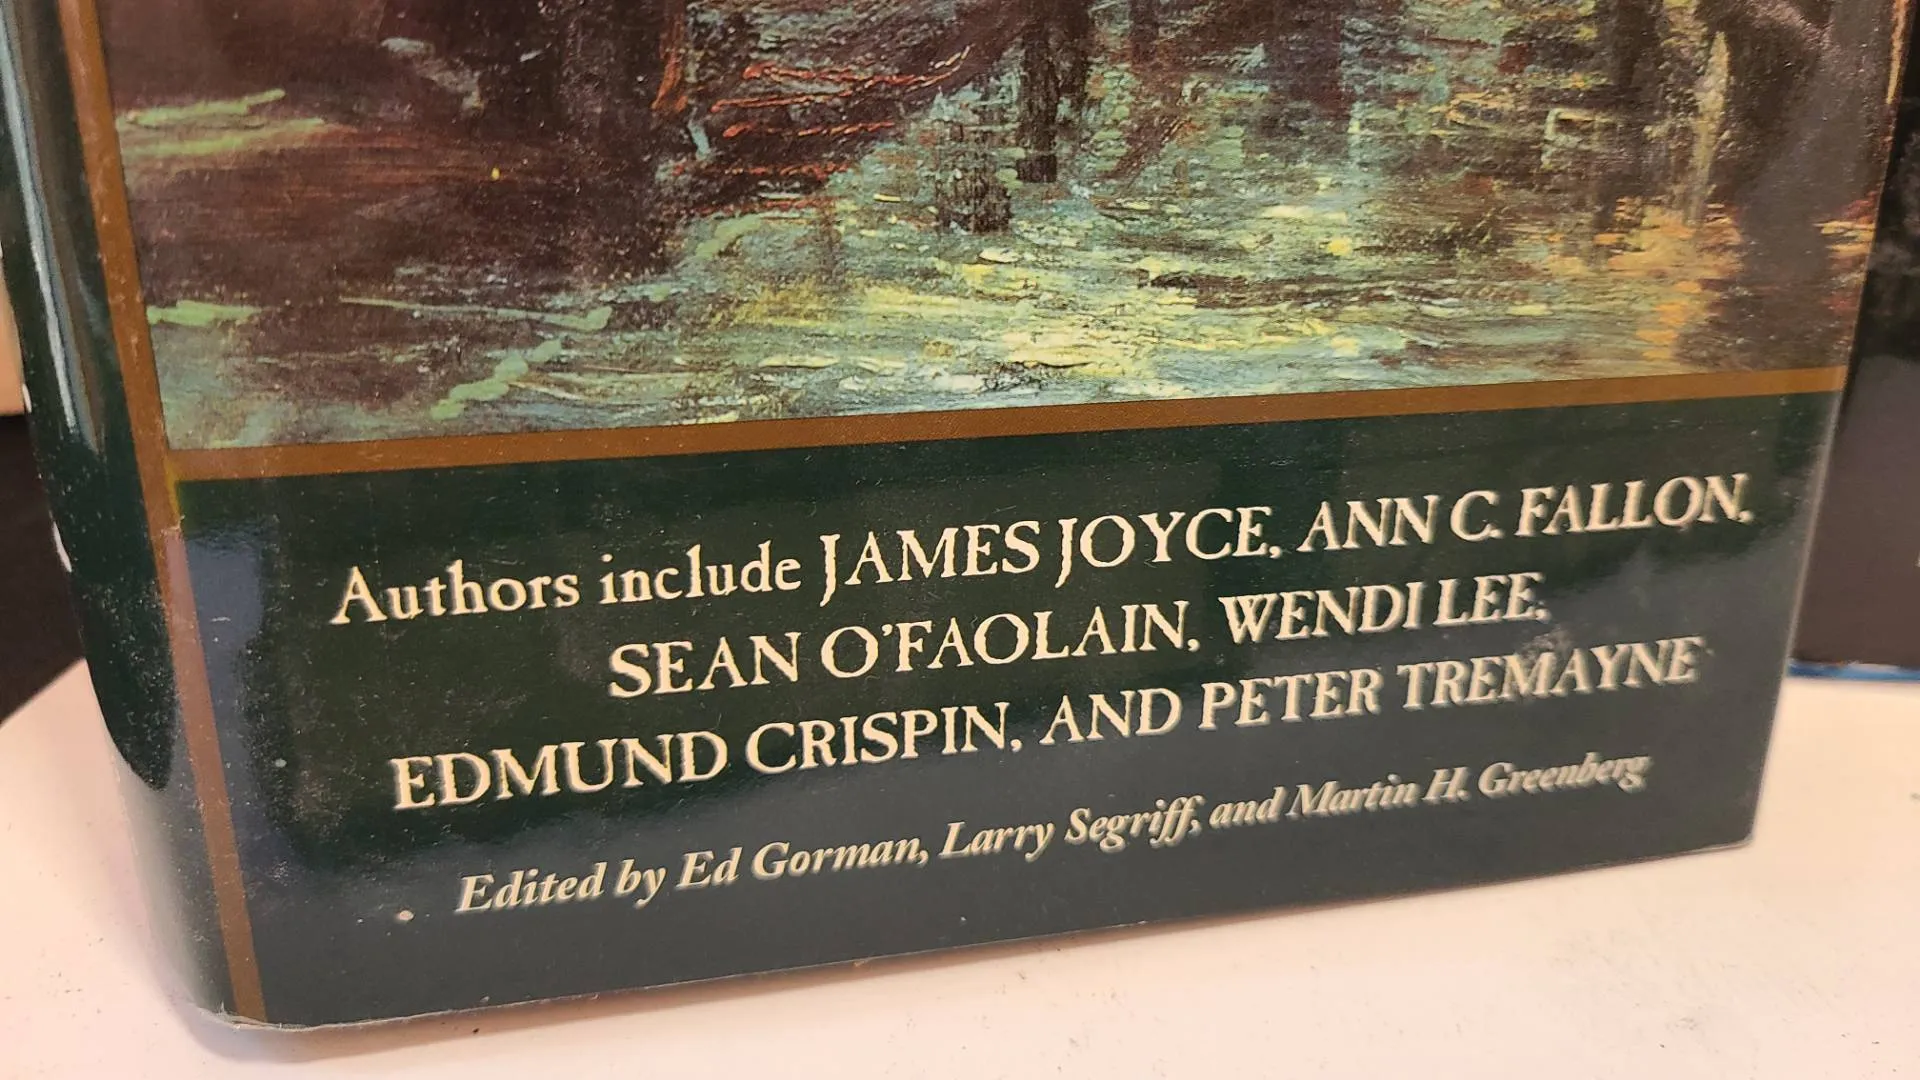 Authors include JAMES JOYCE, ANN C. FALLON,
SEAN O'FAOLAIN, WENDI LEE,
EDMUND CRISPIN, AND PETER TREMAYNE
Edited by Ed Gorman, Larry Segriff, and Martin H. Greenberg